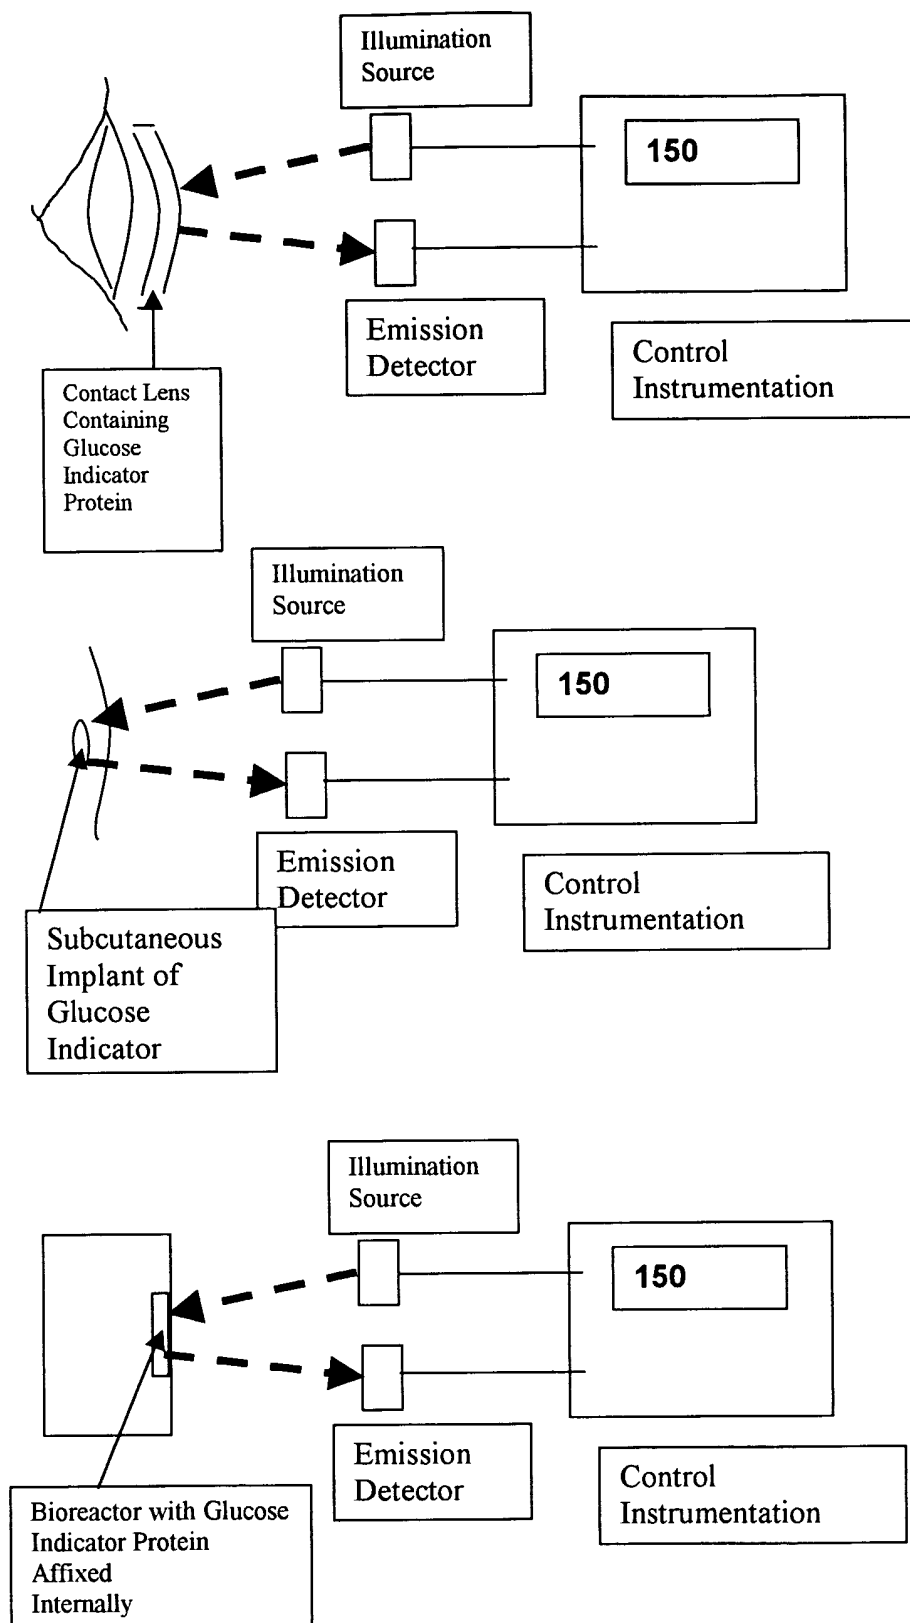 Illumination
Source
150
Emission
Detector
Control
Instrumentation
Contact Lens
Containing
Glucose
Indicator
Protein
Illumination
Source
150
Emission
Detector
Control
Instrumentation
Subcutaneous
Implant of
Glucose
Indicator
Illumination
Source
150
Emission
Detector
Control
Instrumentation
Bioreactor with Glucose
Indicator Protein
Affixed
Internally